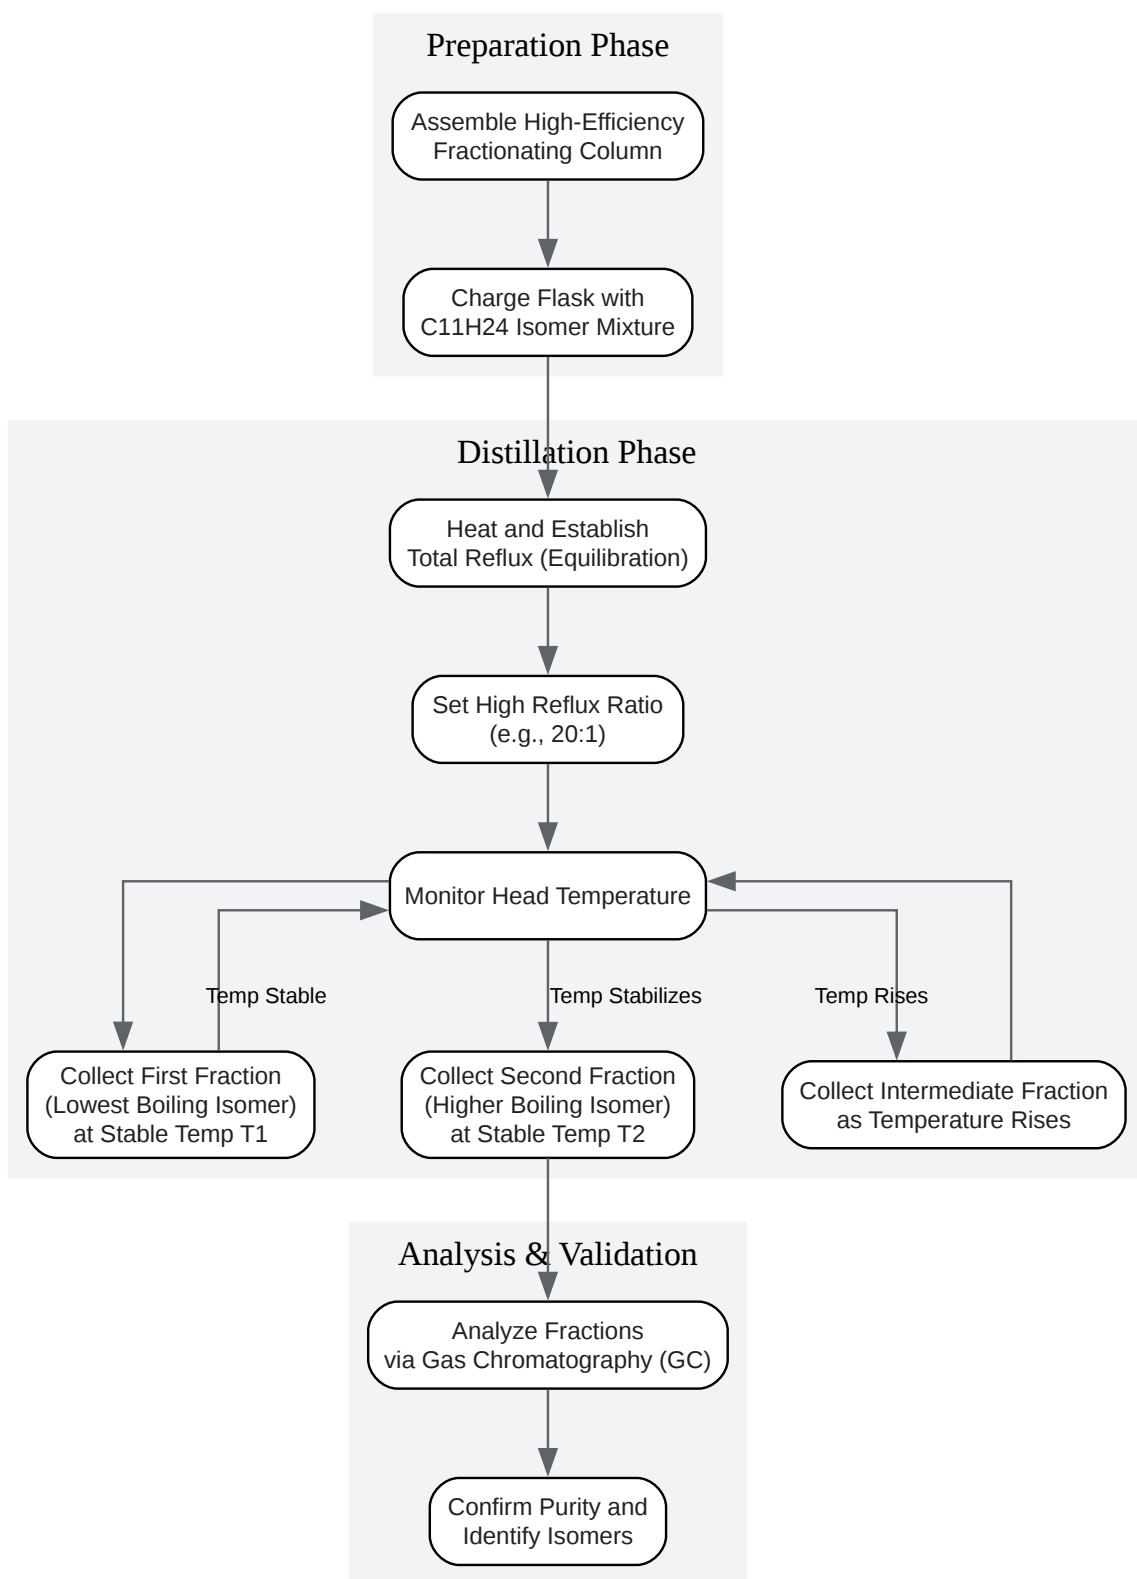 Preparation Phase
Assemble High-Efficiency
Fractionating Column
Charge Flask with
C11H24 Isomer Mixture
Distillation Phase
Heat and Establish
Total Reflux (Equilibration)
Set High Reflux Ratio
(e.g., 20:1)
Monitor Head Temperature
Temp Stable
Temp Stabilizes
Temp Rises
Collect First Fraction
(Lowest Boiling Isomer)
at Stable Temp T1
Collect Second Fraction
(Higher Boiling Isomer)
at Stable Temp T2
Collect Intermediate Fraction
as Temperature Rises
Analysis & Validation
Analyze Fractions
via Gas Chromatography (GC)
Confirm Purity and
Identify Isomers